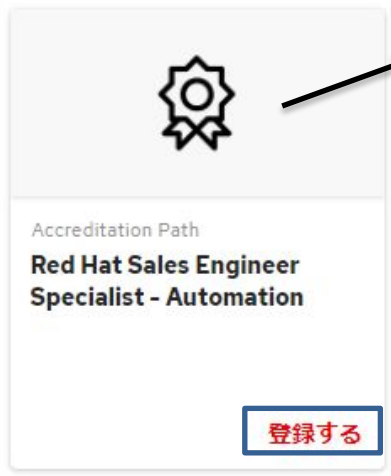 Accreditation Path
Red Hat Sales Engineer
Specialist - Automation
登録する